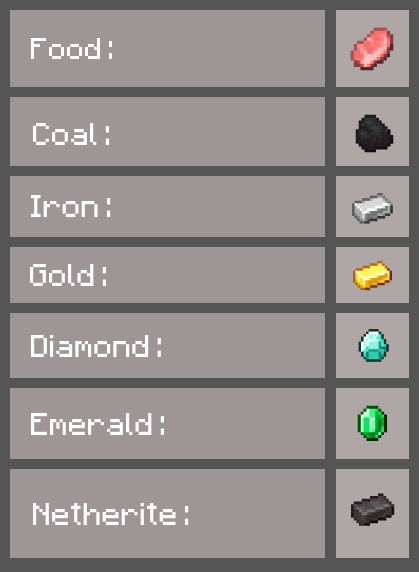 Food:
Coal:
Iron:
Gold:
Diamond:
Emerald:
Netherite: